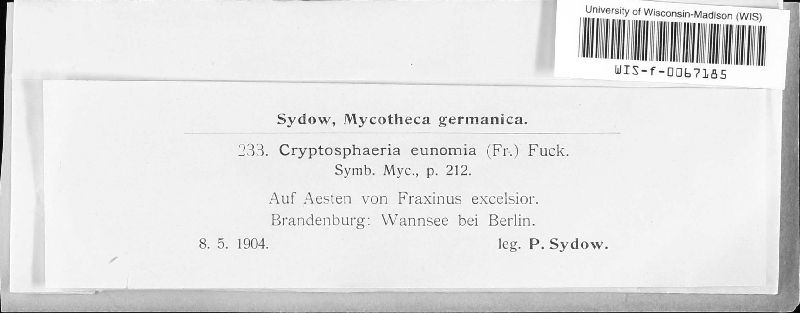 University of Wisconsin-Madison (WIS)
WIS-f-0067185
Sydow, Mycotheca germanica.
233. Cryptosphaeria eunomia (Fr.) Fuck.
Symb. Myc., p. 212.
Auf Aesten von Fraxinus excelsior.
Brandenburg: Wannsee bei Berlin.
8. 5. 1904. leg. P. Sydow.